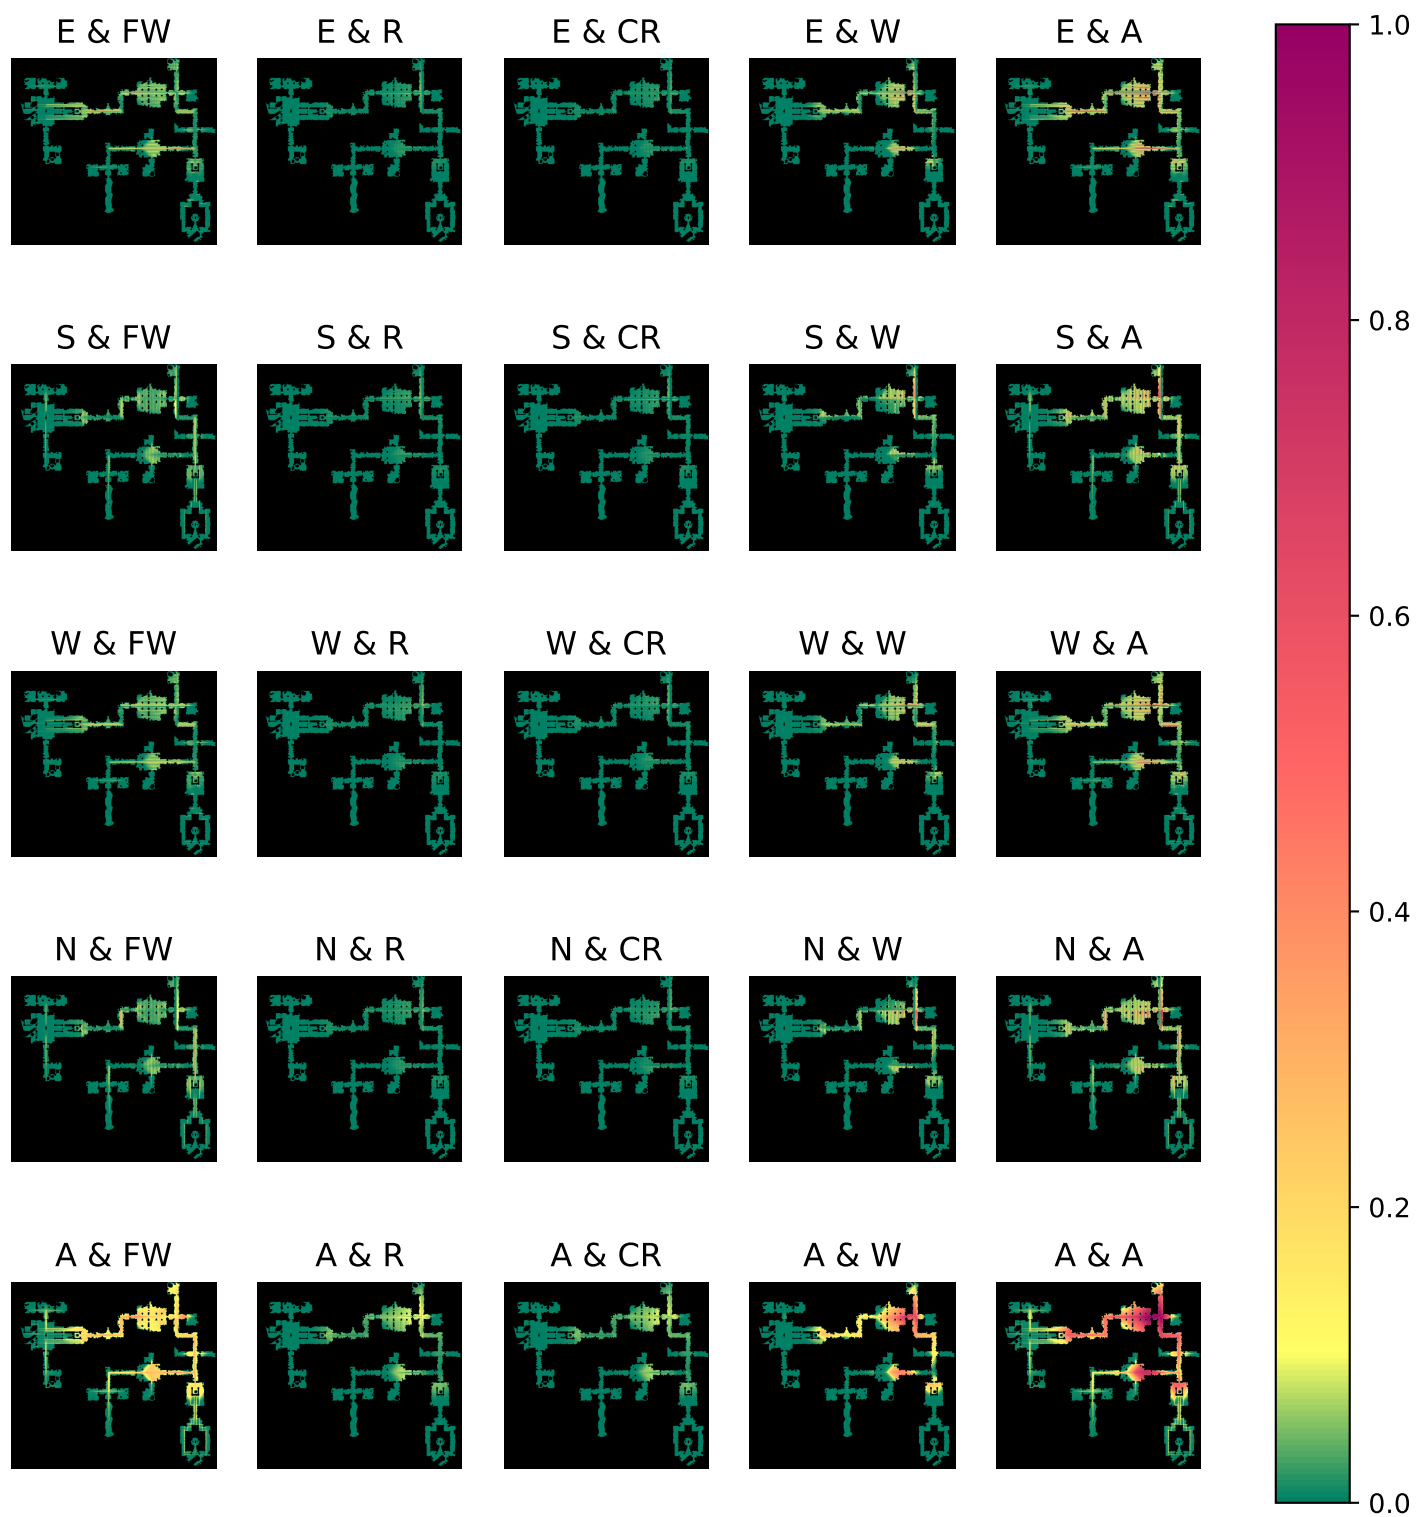 E & FW
E & R
E & CR
E & W
E & A
S & FW
S & R
S & CR
S & W
S & A
W & FW
W & R
W & CR
W & W
W & A
N & FW
N & R
N & CR
N & W
N & A
A & FW
A & R
A & CR
A & W
A & A
1.0
0.8
0.6
0.4
0.2
0.0